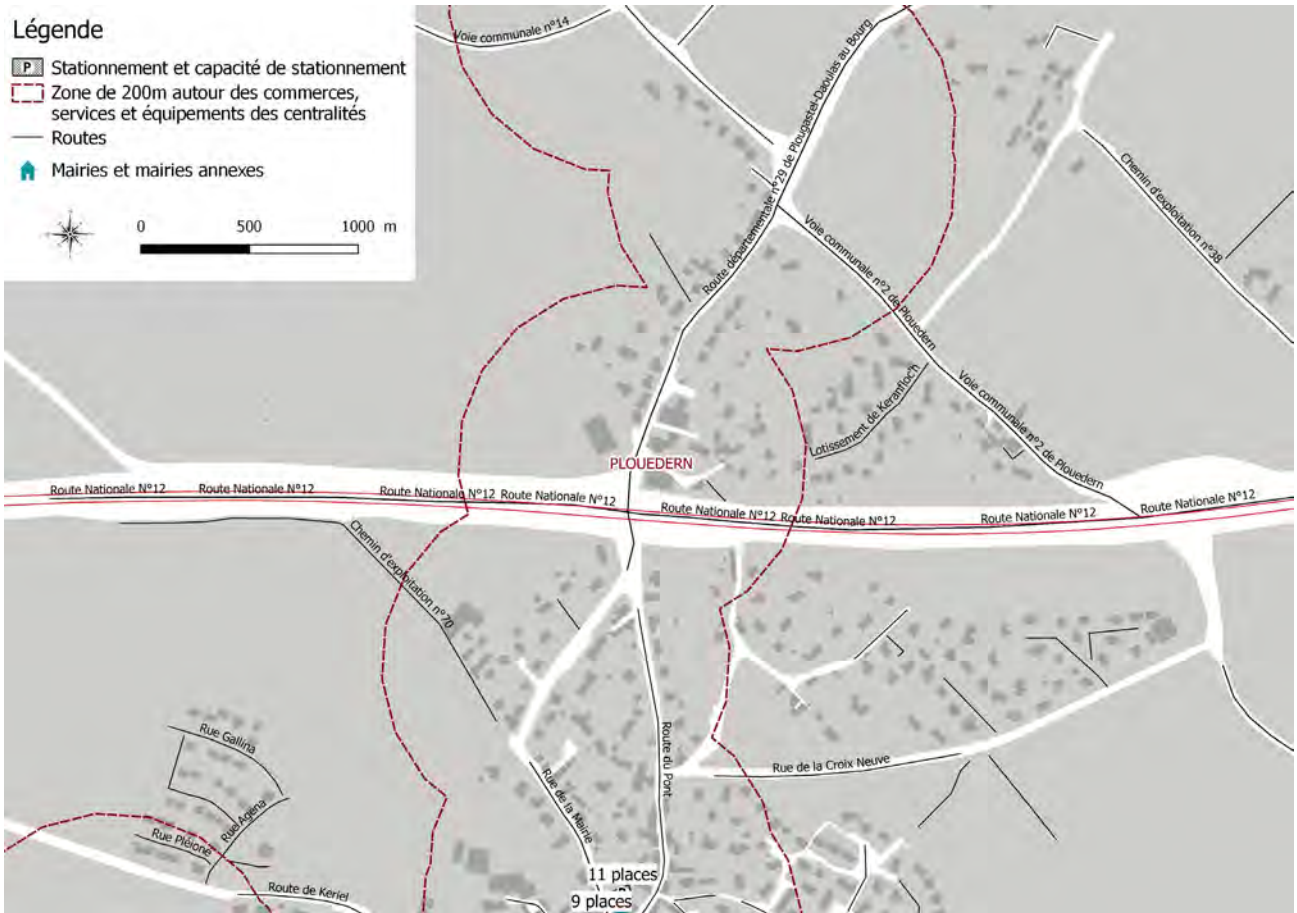 Légende
P Stationnement et capacité de stationnement
Zone de 200m autour des commerces,
services et équipements des centralités
Routes
Mairies et mairies annexes
0 500 1000 m
Voie communale n°14
Route départementale n°29 de Plougastel-Daoulas au Bourg
Chemin d'exploitation n°38
Voie communale n°2 de Plouedern
Lotissement de Keranfloc'h
Voie communale n°2 de Plouedern
PLOUEDERN
Route Nationale N°12
Route Nationale N°12
Route Nationale N°12
Route Nationale N°12
Route Nationale N°12
Route Nationale N°12
Route Nationale N°12
Route Nationale N°12
Chemin d'exploitation n°70
Rue Gallina
Rue Agena
Rue Pléione
Route de Keriel
Rue de la Mairie
Route du Pont
Rue de la Croix Neuve
11 places
P
9 places